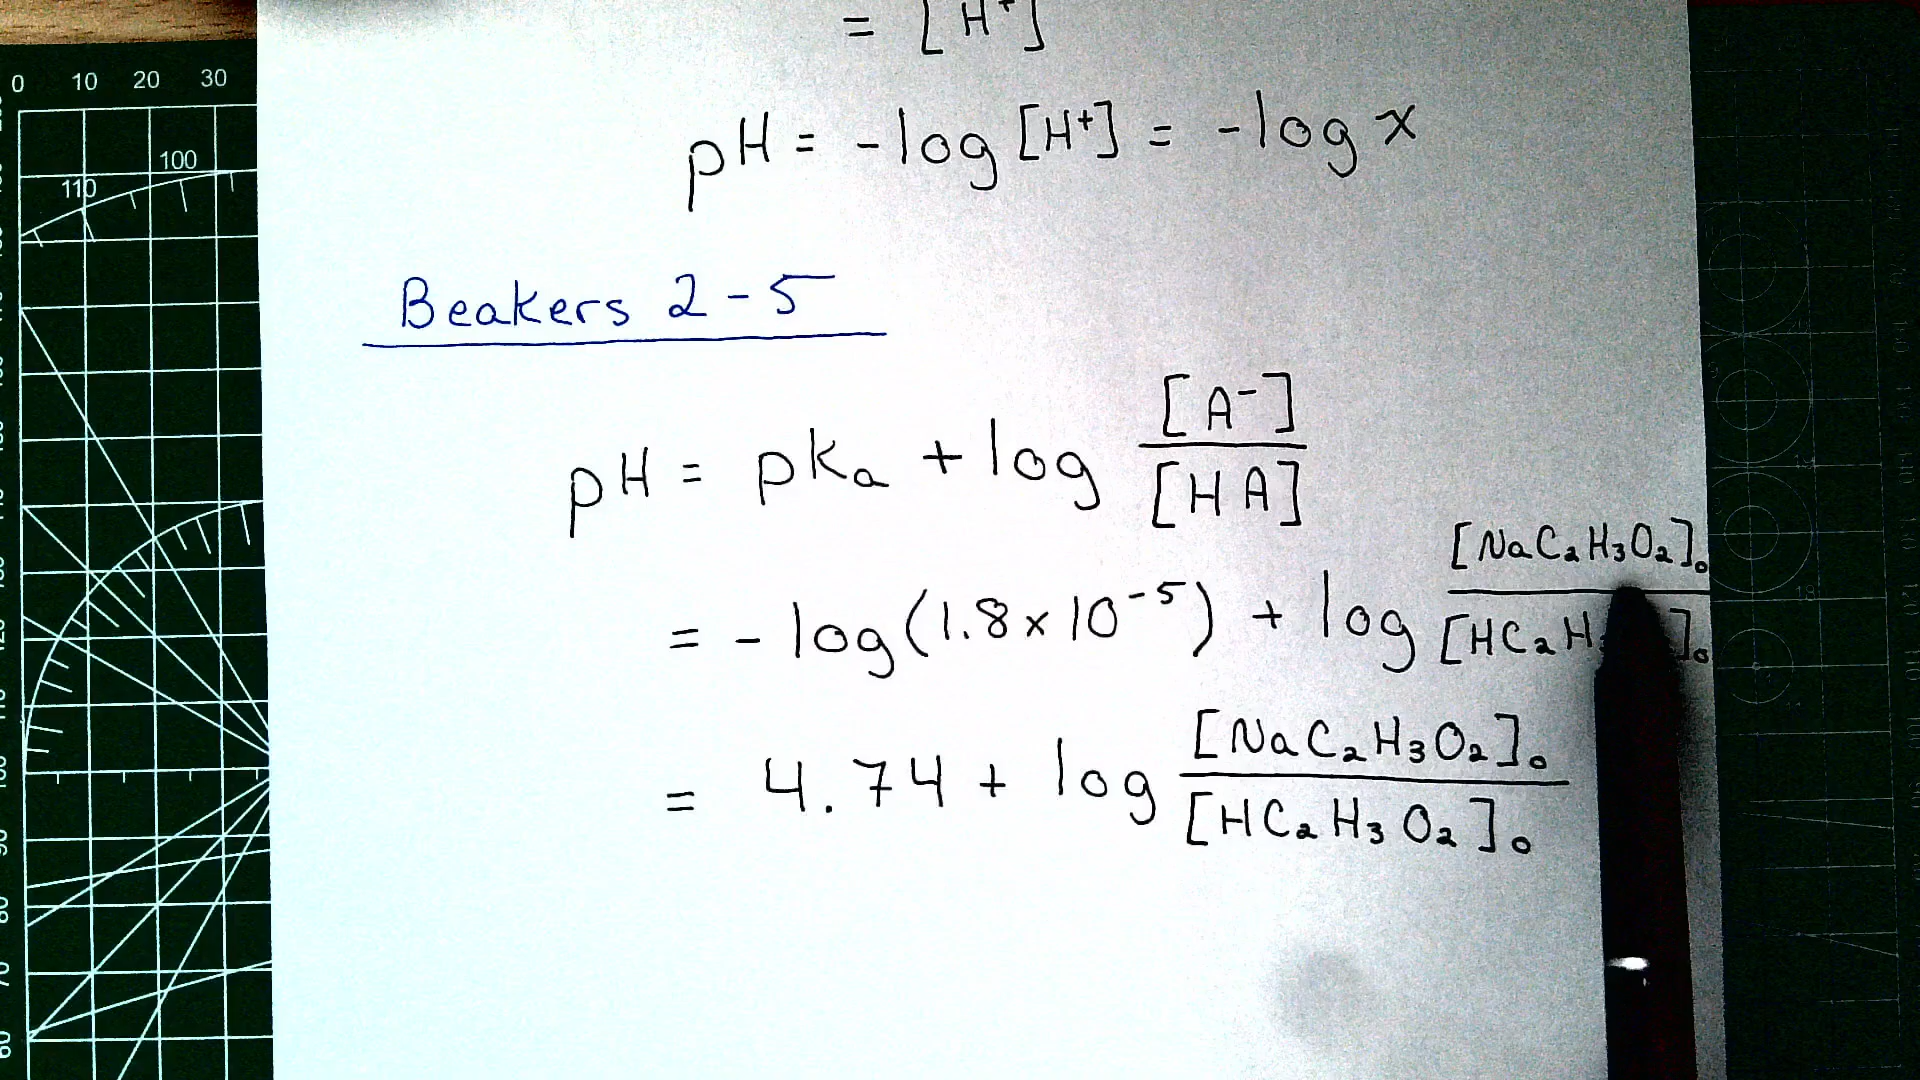 = [H⁺]
pH = -log [H⁺] = -log x
Beakers 2-5
pH = pKa + log [A⁻] / [HA]
= -log(1.8 x 10⁻⁵) + log [NaC₂H₃O₂]₀ / [HC₂H ]₀
= 4.74 + log [NaC₂H₃O₂]₀ / [HC₂H₃O₂]₀
0 10 20 30
100
110